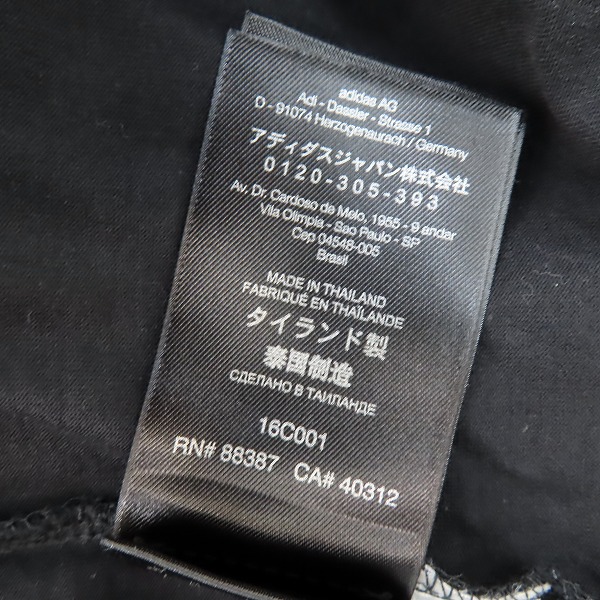 adidas AG
Adi - Dassler - Strasse 1
D - 91074 Herzogenaurach / Germany
アディダスジャパン株式会社
0120-305-393
Av. Dr. Cardoso de Melo, 1955 - 9 andar
Vila Olimpia - Sao Paulo - SP
Cep 04548-005
Brasil
MADE IN THAILAND
FABRIQUÉ EN THAÏLANDE
タイランド製
泰国制造
СДЕЛАНО В ТАИЛАНДЕ
16C001
RN# 88387 CA# 40312